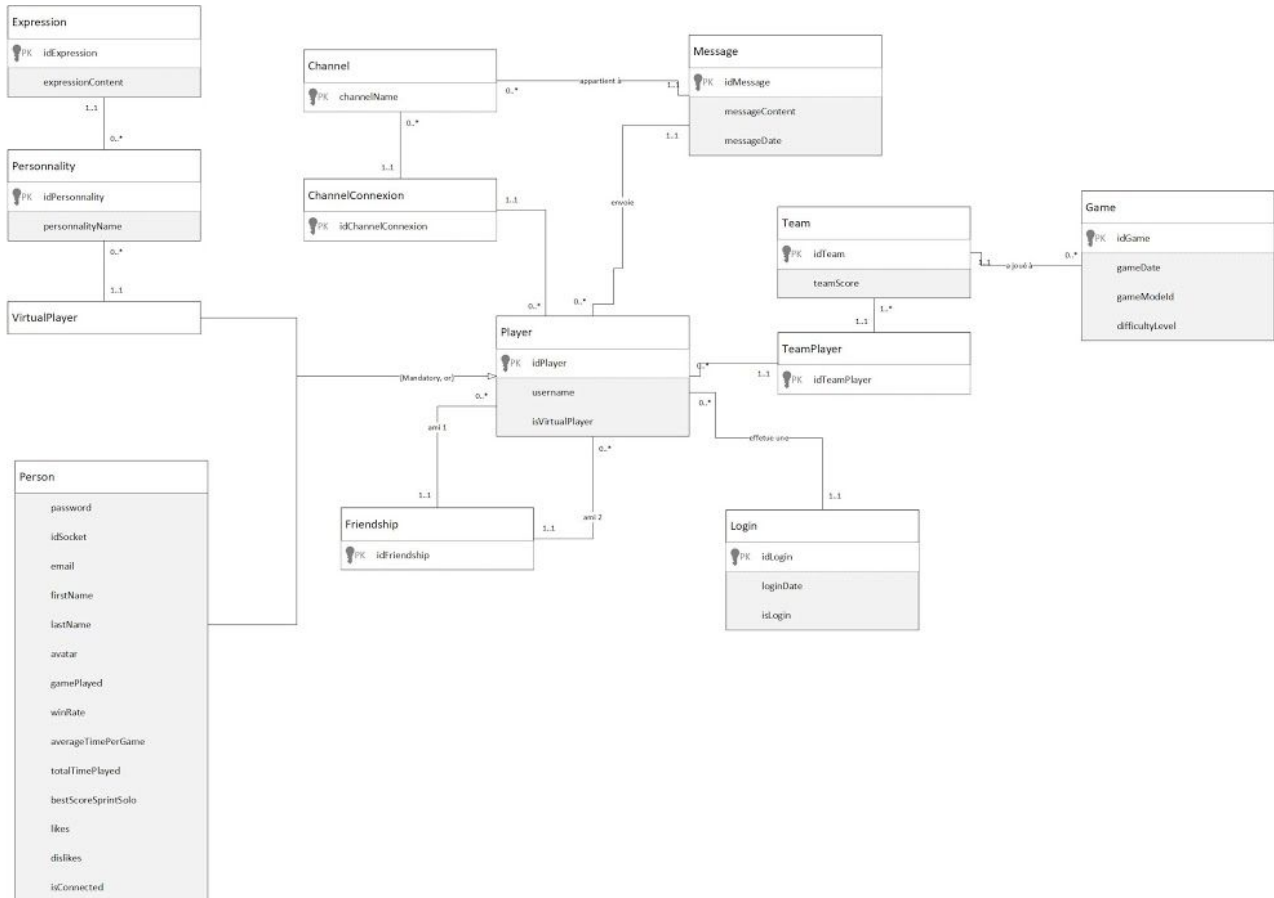 Expression
PK idExpression
expressionContent
1..1
0..*
Personnality
PK idPersonnality
personnalityName
0..*
1..1
VirtualPlayer
Channel
PK channelName
0..*
appartient à
1..1
0..*
1..1
ChannelConnexion
PK idChannelConnexion
1..1
0..*
Message
PK idMessage
messageContent
messageDate
1..1
envoie
0..*
Team
PK idTeam
teamScore
1..1
a joué à
0..*
Game
PK idGame
gameDate
gameModeId
difficultyLevel
1..*
1..1
TeamPlayer
PK idTeamPlayer
0..*
1..1
Player
PK idPlayer
username
isVirtualPlayer
{Mandatory, or}
0..*
ami 1
1..1
0..*
ami 2
1..1
Friendship
PK idFriendship
0..*
effetue une
1..1
Login
PK idLogin
loginDate
isLogin
Person
password
idSocket
email
firstName
lastName
avatar
gamePlayed
winRate
averageTimePerGame
totalTimePlayed
bestScoreSprintSolo
likes
dislikes
isConnected